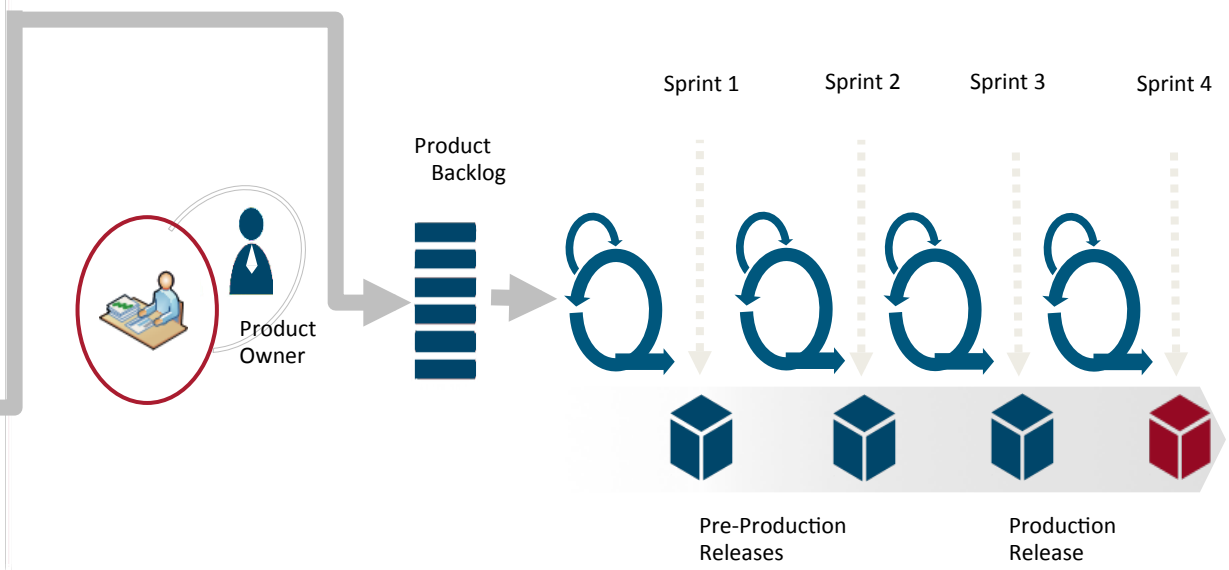 Sprint 1
Sprint 2
Sprint 3
Sprint 4
Product
Backlog
Product
Owner
Pre-Production
Releases
Production
Release